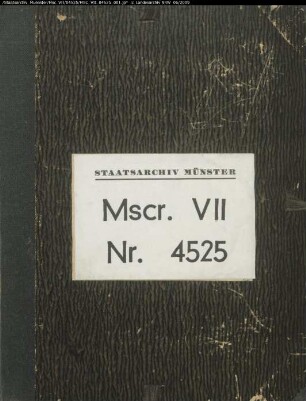 STAATSARCHIV MÜNSTER
Mscr. VII
Nr. 4525